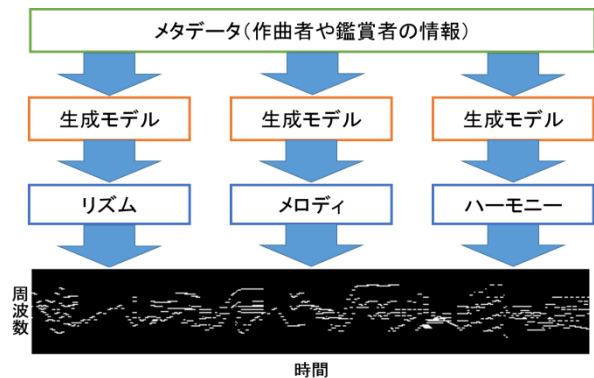 メタデータ(作曲者や鑑賞者の情報)
生成モデル
生成モデル
生成モデル
リズム
メロディ
ハーモニー
周波数
時間